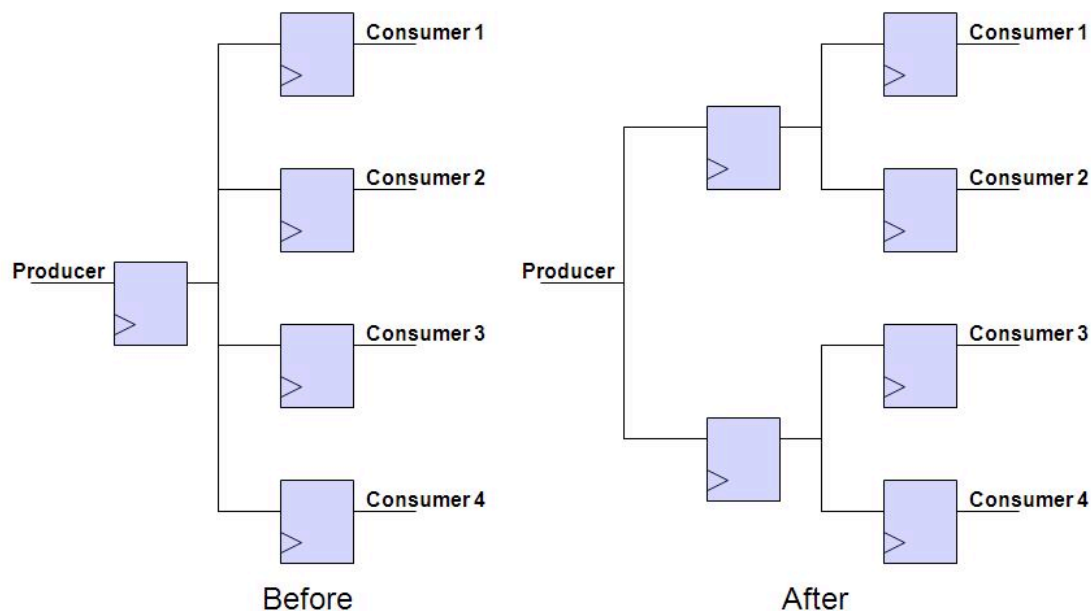 Consumer 1
Consumer 2
Producer
Consumer 3
Consumer 4
Before
Consumer 1
Consumer 2
Producer
Consumer 3
Consumer 4
After